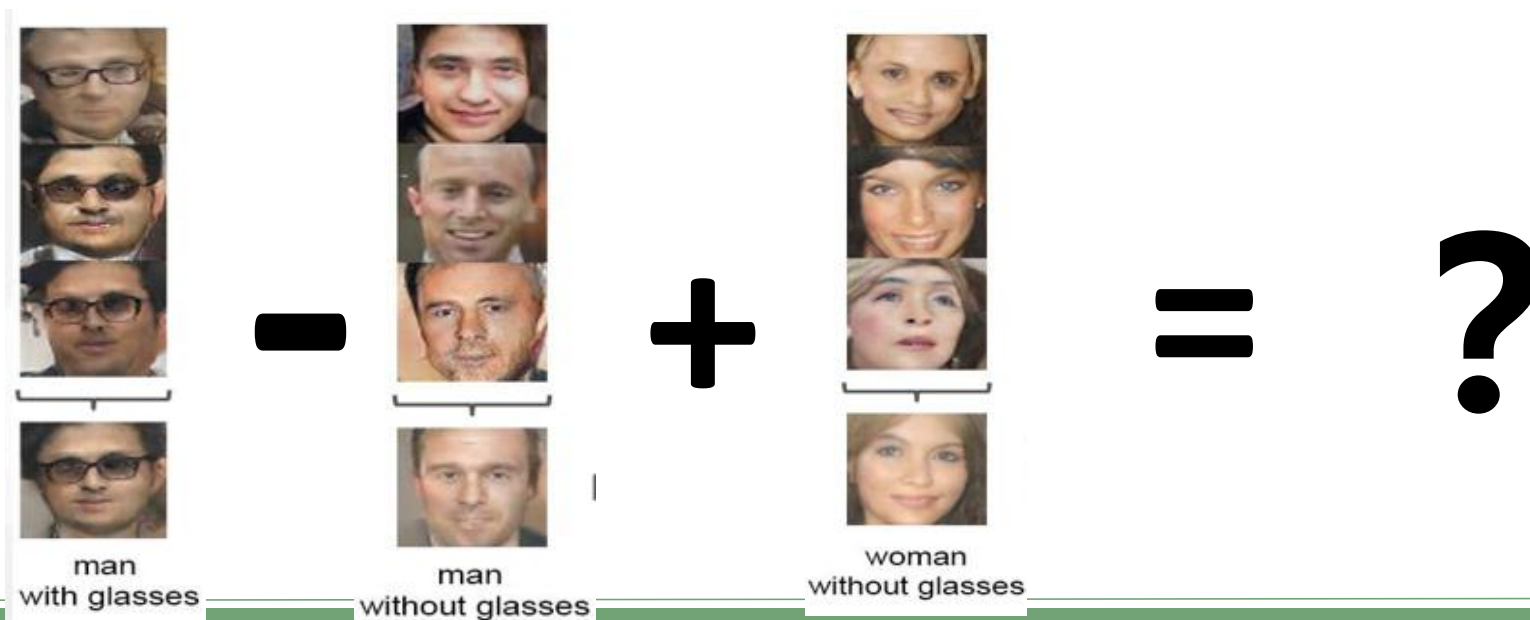 -
+
=
?
man
with glasses
man
without glasses
woman
without glasses